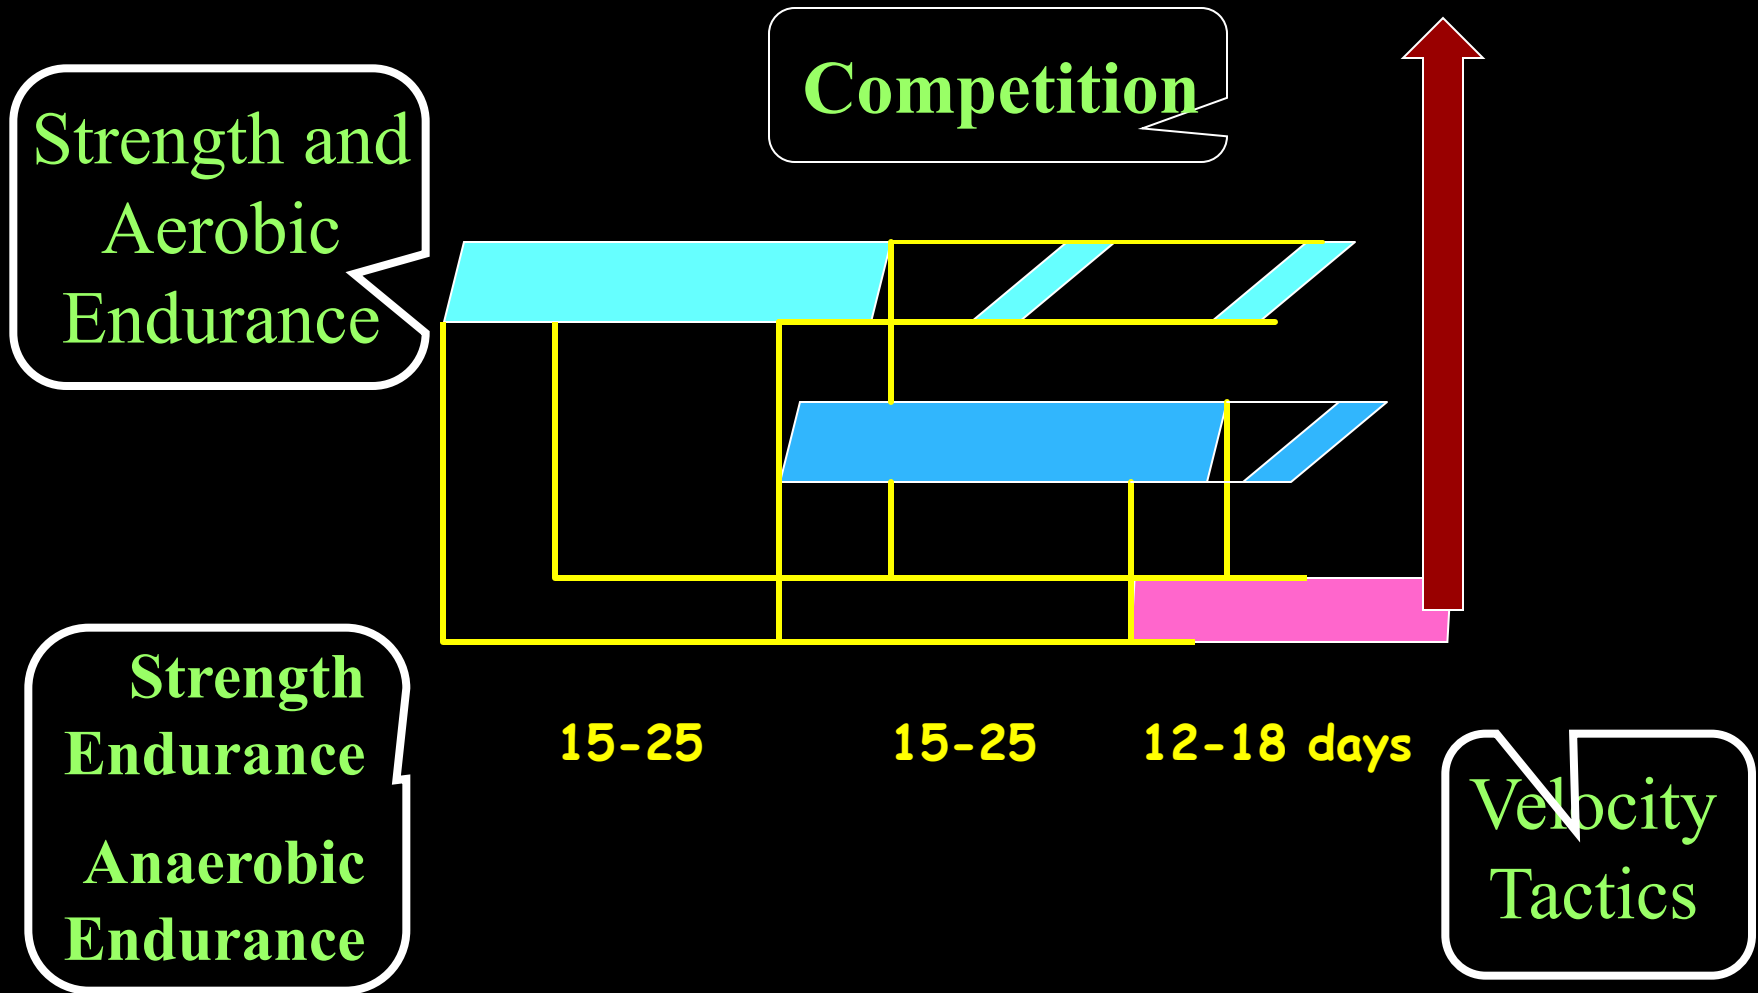 Competition
Strength and
Aerobic
Endurance
Strength
Endurance
Anaerobic
Endurance
15-25
15-25
12-18 days
Velocity
Tactics